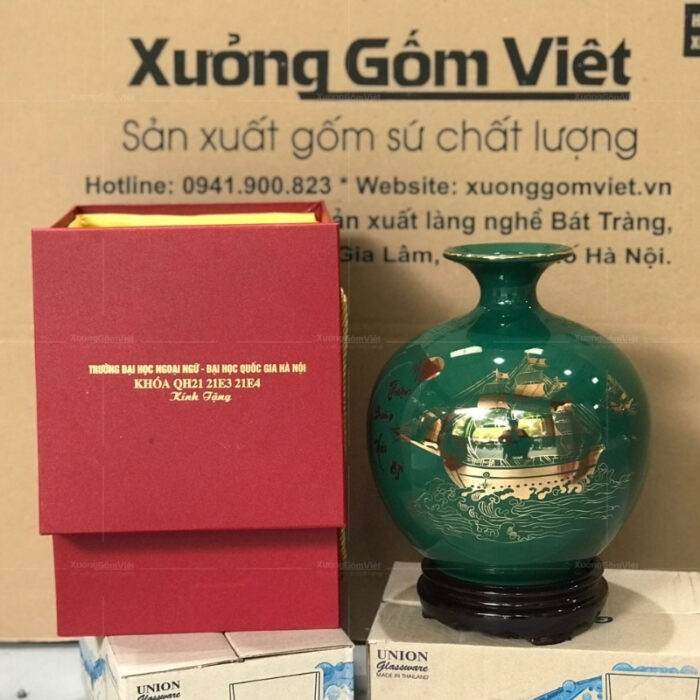 Xưởng Gốm Việt
Sản xuất gốm sứ chất lượng
Hotline: 0941.900.823 * Website: xuonggomviet.vn
ản xuất làng nghề Bát Tràng,
Gia Lâm, ố Hà Nội.
TRƯỜNG ĐẠI HỌC NGOẠI NGỮ - ĐẠI HỌC QUỐC GIA HÀ NỘI
KHÓA QH21 21E3 21E4
Kính Tặng
XuongGốmViet
UNION
Glassware
UNION
Glassware
MADE IN THAILAND